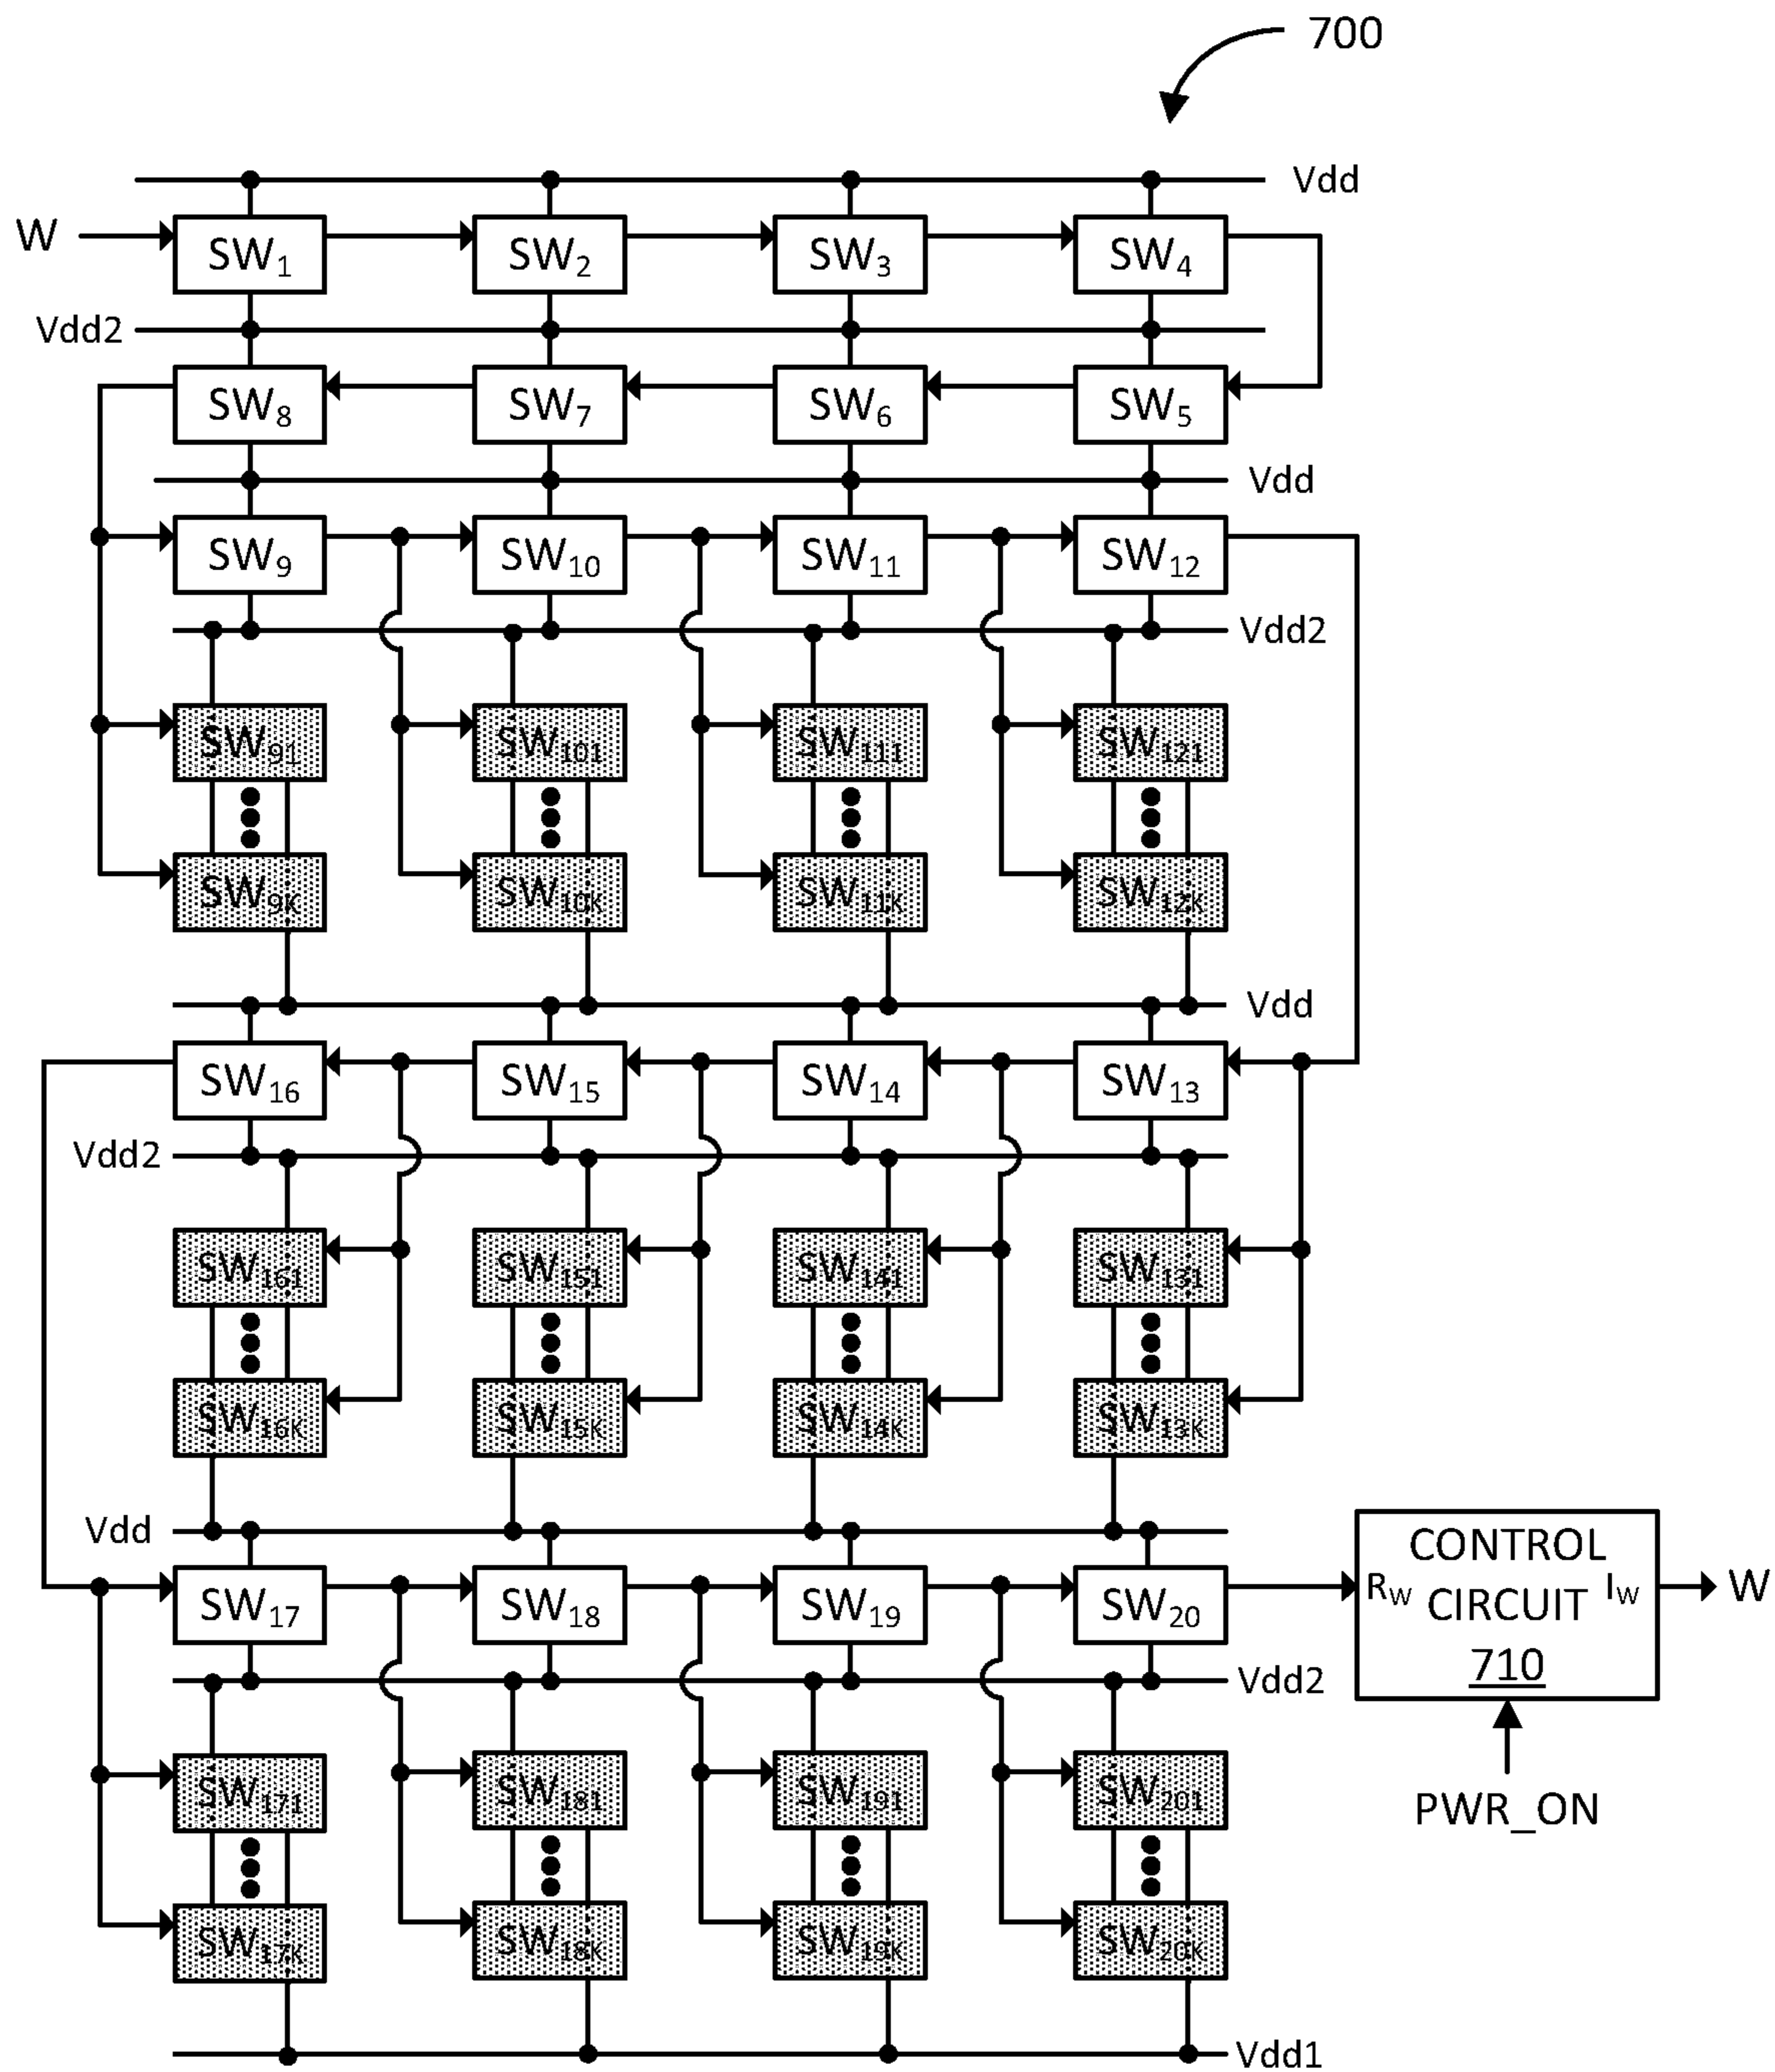 700
Vdd
W SW1 SW2 SW3 SW4
Vdd2
SW8 SW7 SW6 SW5
Vdd
SW9 SW10 SW11 SW12
Vdd2
SW91 SW101 SW111 SW121
SW9K SW10K SW11K SW12K
Vdd
SW16 SW15 SW14 SW13
Vdd2
SW161 SW151 SW141 SW131
SW16K SW15K SW14K SW13K
Vdd
SW17 SW18 SW19 SW20
CONTROL
RW CIRCUIT IW W
710
Vdd2
PWR_ON
SW171 SW181 SW191 SW201
SW17K SW18K SW19K SW20K
Vdd1